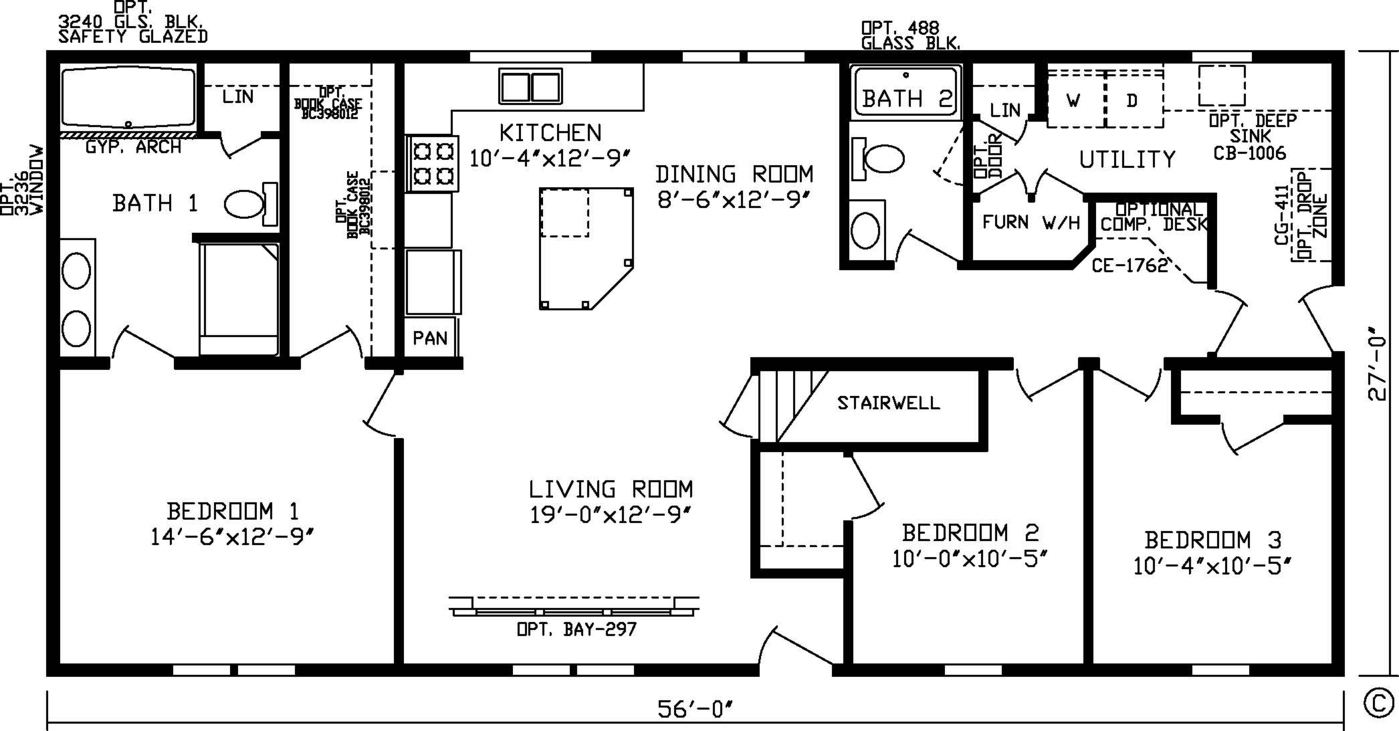 OPT.
3240 GLS. BLK.
SAFETY GLAZED
OPT. 488
GLASS BLK.
OPT.
3236
WINDOW
LIN
GYP. ARCH
BATH 1
OPT.
BOOK CASE
BC398012
OPT.
BOOK CASE
BC398012
KITCHEN
10'-4"x12'-9"
PAN
DINING ROOM
8'-6"x12'-9"
BATH 2
LIN
OPT.
DOOR
W
D
UTILITY
OPT. DEEP
SINK
CB-1006
CG-411
OPT. DROP
ZONE
FURN
W/H
OPTIONAL
COMP. DESK
CE-1762
27'-0"
STAIRWELL
BEDROOM 1
14'-6"x12'-9"
LIVING ROOM
19'-0"x12'-9"
BEDROOM 2
10'-0"x10'-5"
BEDROOM 3
10'-4"x10'-5"
OPT. BAY-297
56'-0"
©